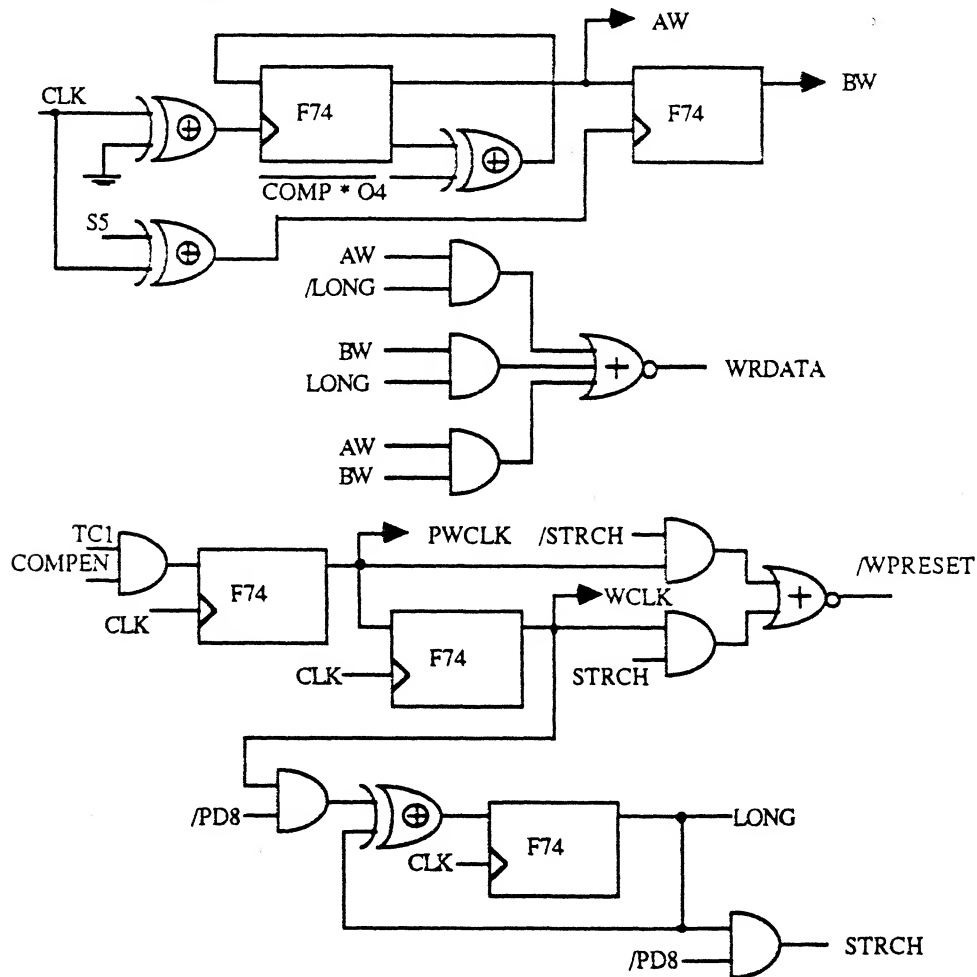 AW
CLK
F74
F74
BW
COMP * O4
S5
AW
/LONG
BW
LONG
WRDATA
AW
BW
TC1
COMPEN
PWCLK
/STRCH
/WPRESET
F74
CLK
WCLK
F74
CLK
STRCH
/PD8
F74
LONG
CLK
/PD8
STRCH